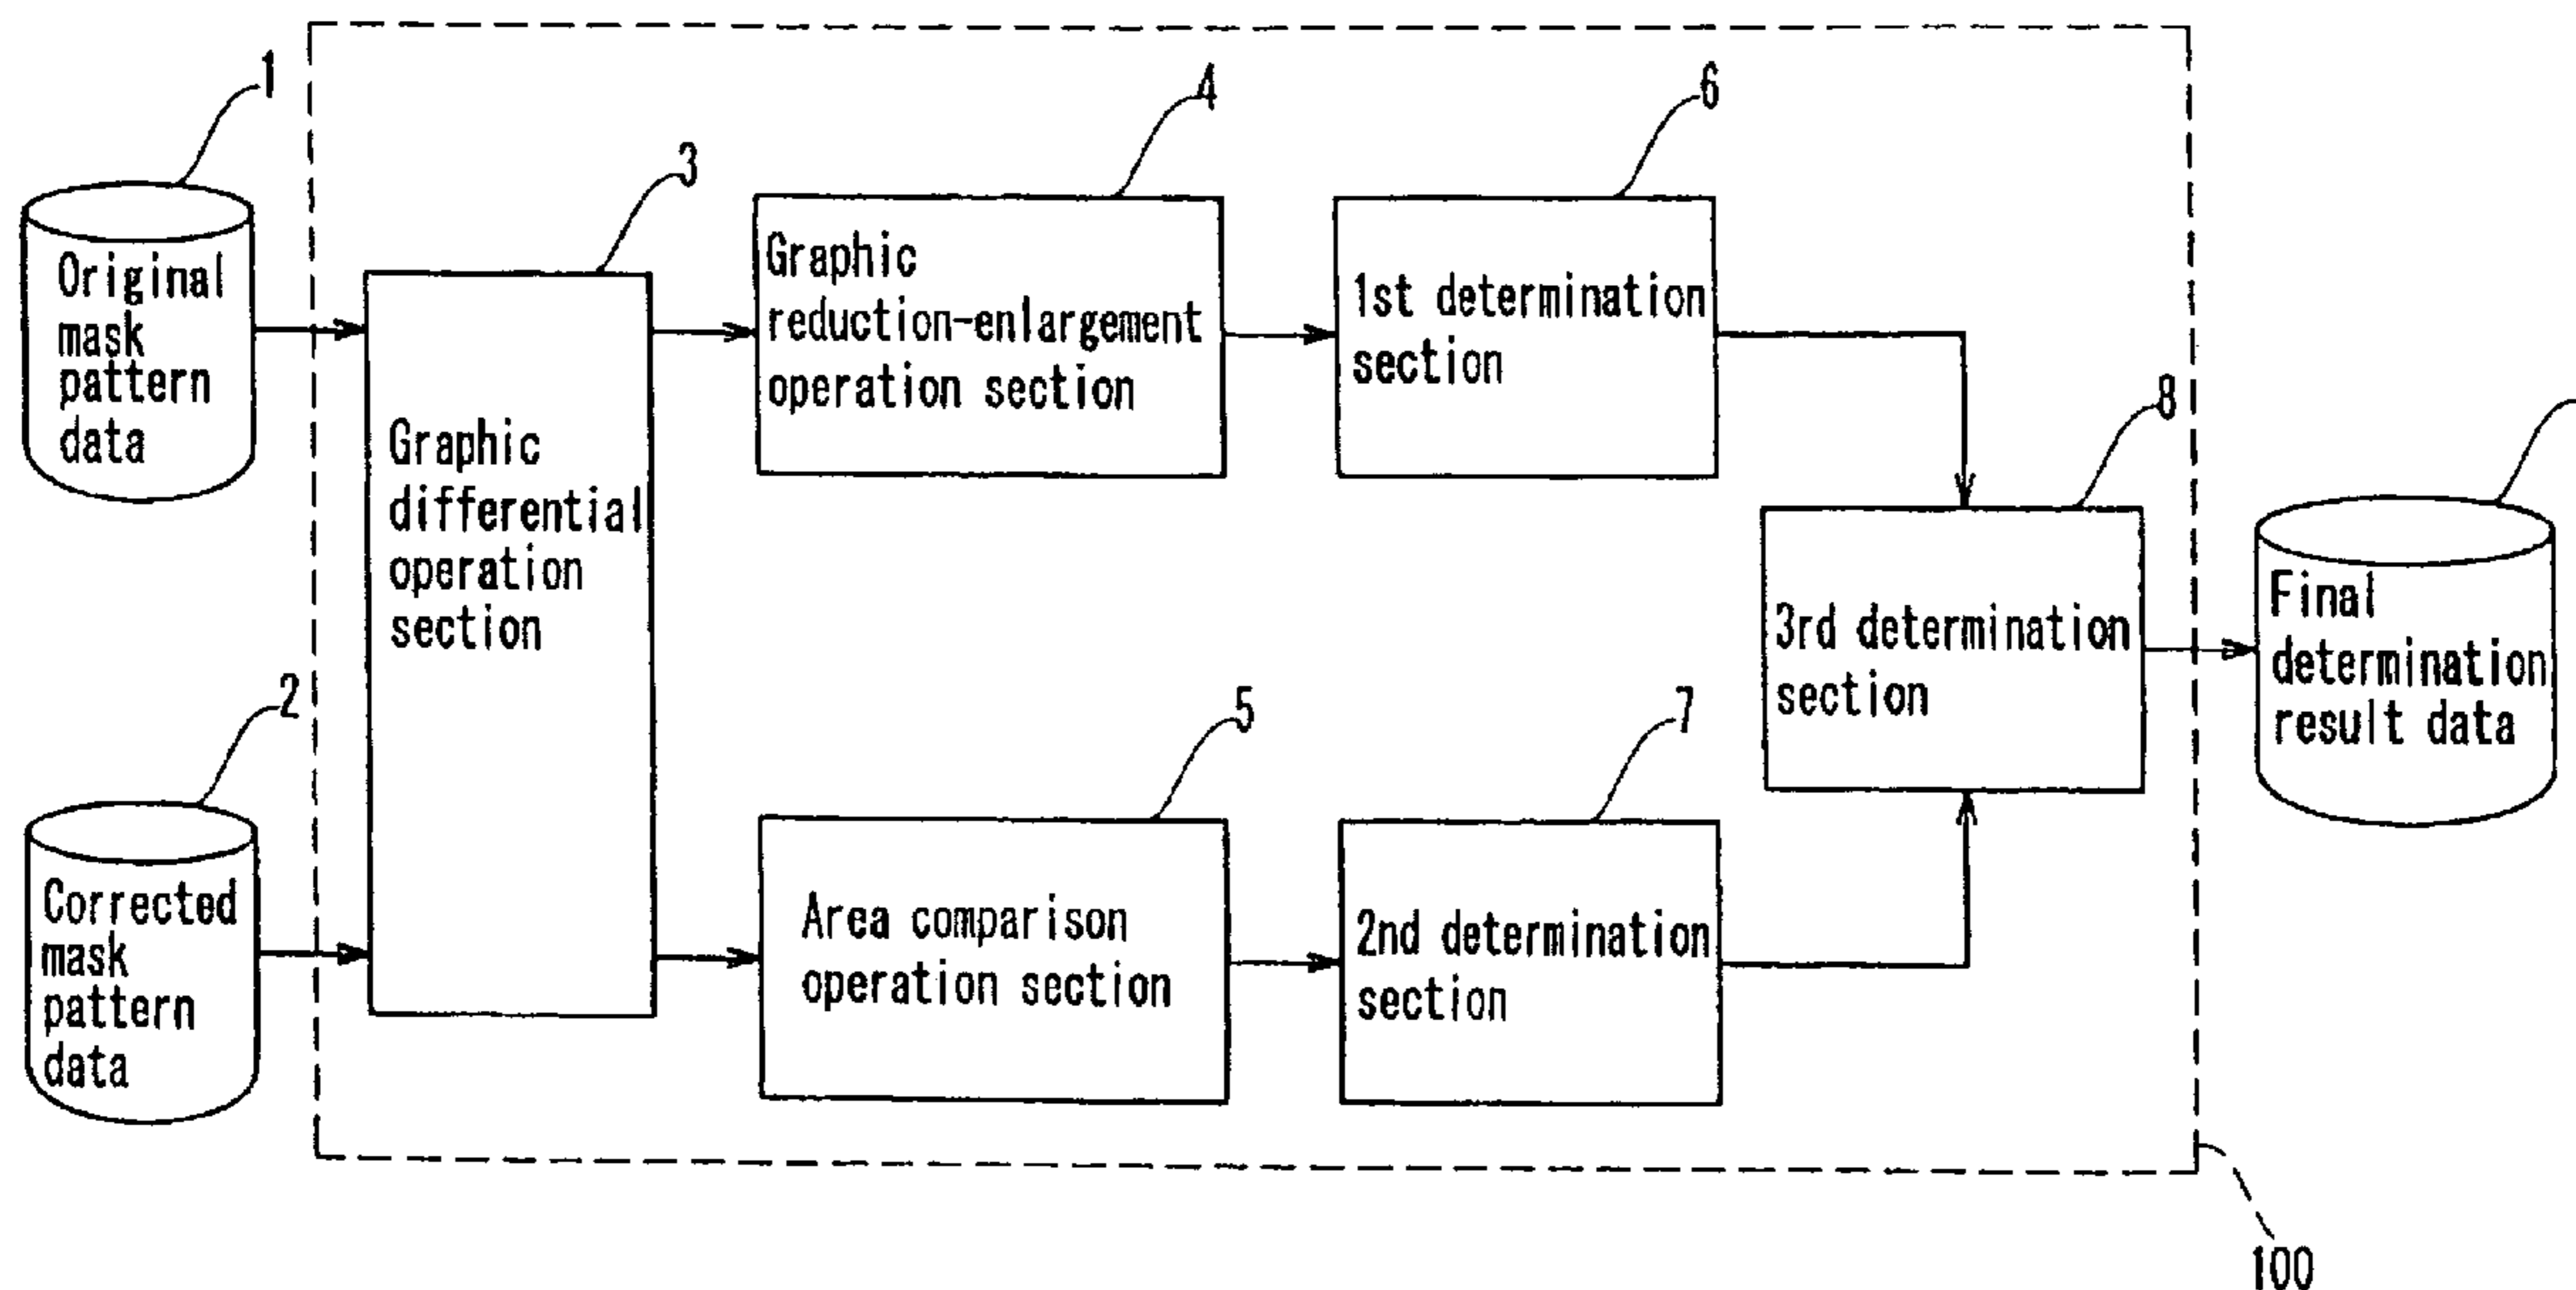 1
Original
mask
pattern
data
2
Corrected
mask
pattern
data
3
Graphic
differential
operation
section
4
Graphic
reduction-enlargement
operation section
5
Area comparison
operation section
6
1st determination
section
7
2nd determination
section
8
3rd determination
section
Final
determination
result data
100